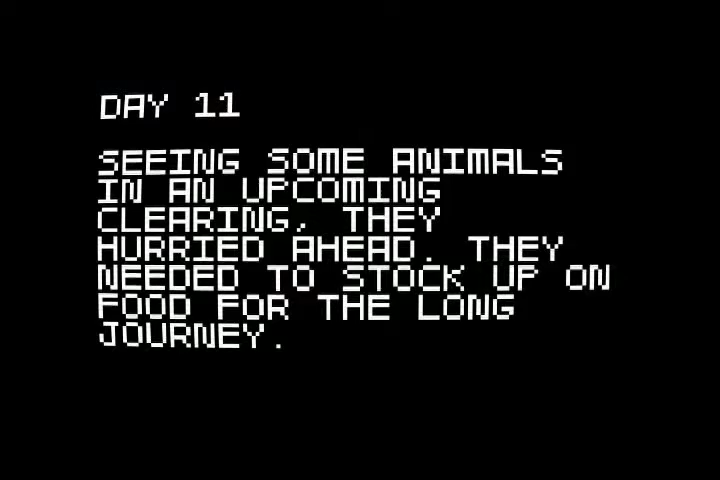 DAY 11
SEEING SOME ANIMALS
IN AN UPCOMING
CLEARING, THEY
HURRIED AHEAD. THEY
NEEDED TO STOCK UP ON
FOOD FOR THE LONG
JOURNEY.